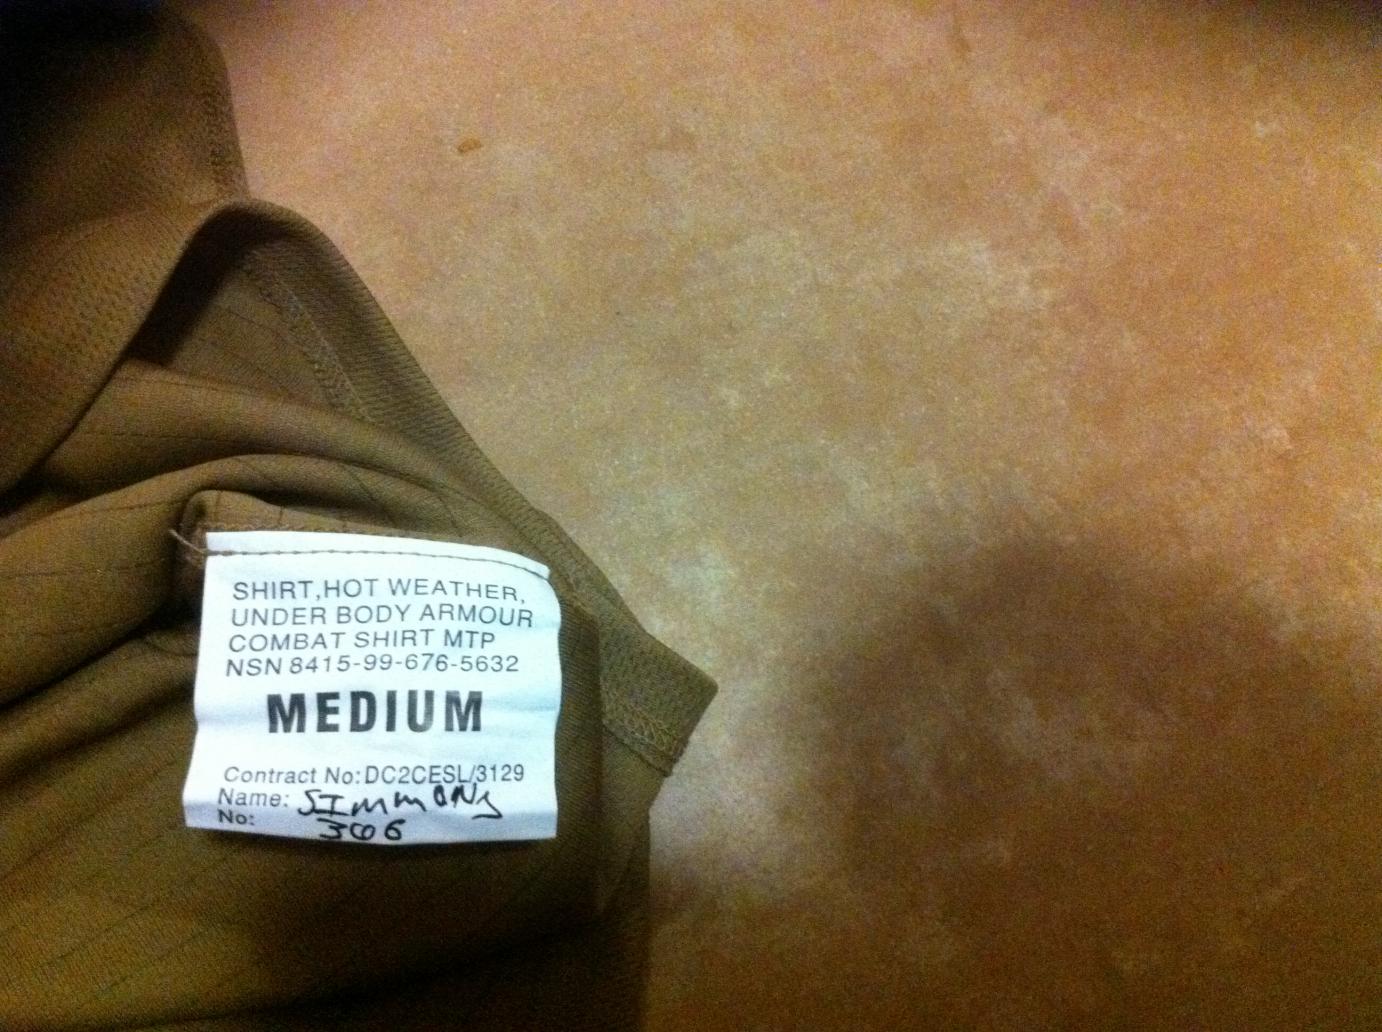 SHIRT,HOT WEATHER,
UNDER BODY ARMOUR
COMBAT SHIRT MTP
NSN 8415-99-676-5632
MEDIUM
Contract No: DC2CESL/3129
Name: SIMMONS
No: 366